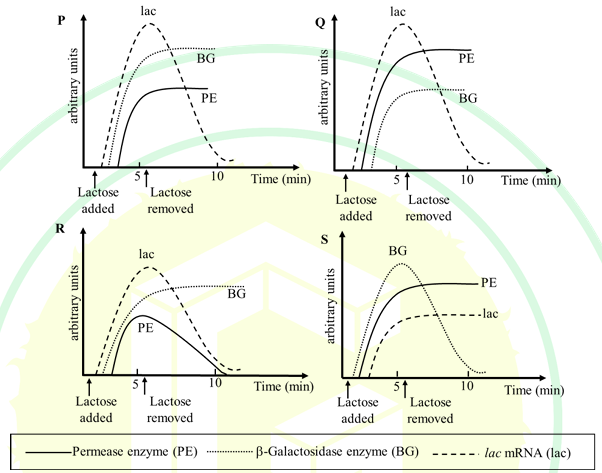 P
lac
BG
PE
arbitrary units
5
10
Time (min)
Lactose
added
Lactose
removed
Q
lac
PE
BG
arbitrary units
5
10
Time (min)
Lactose
added
Lactose
removed
R
lac
BG
PE
arbitrary units
5
10
Time (min)
Lactose
added
Lactose
removed
S
BG
PE
lac
arbitrary units
5
10
Time (min)
Lactose
added
Lactose
removed
Permease enzyme (PE) β-Galactosidase enzyme (BG) lac mRNA (lac)